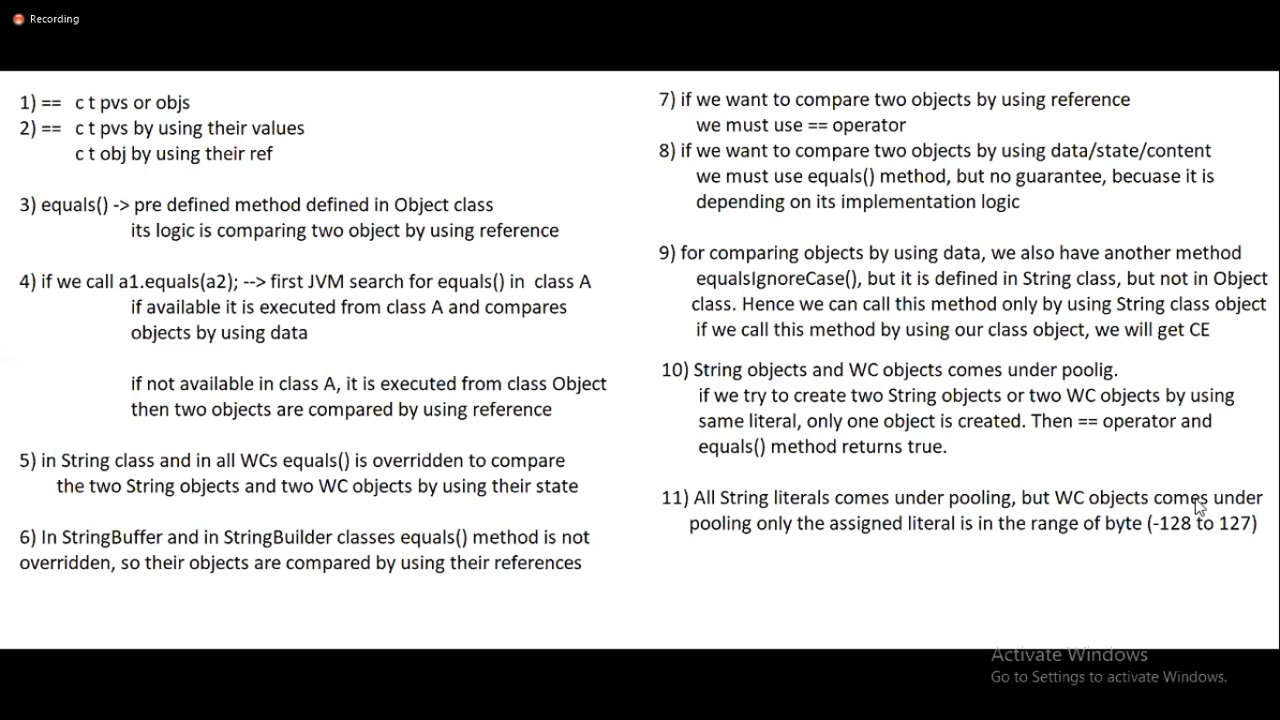 Recording
1) == c t pvs or objs
2) == c t pvs by using their values
c t obj by using their ref
3) equals() -> pre defined method defined in Object class
its logic is comparing two object by using reference
4) if we call a1.equals(a2); --> first JVM search for equals() in class A
if available it is executed from class A and compares
objects by using data
if not available in class A, it is executed from class Object
then two objects are compared by using reference
5) in String class and in all WCs equals() is overridden to compare
the two String objects and two WC objects by using their state
6) In StringBuffer and in StringBuilder classes equals() method is not
overridden, so their objects are compared by using their references
7) if we want to compare two objects by using reference
we must use == operator
8) if we want to compare two objects by using data/state/content
we must use equals() method, but no guarantee, becuase it is
depending on its implementation logic
9) for comparing objects by using data, we also have another method
equalsIgnoreCase(), but it is defined in String class, but not in Object
class. Hence we can call this method only by using String class object
if we call this method by using our class object, we will get CE
10) String objects and WC objects comes under poolig.
if we try to create two String objects or two WC objects by using
same literal, only one object is created. Then == operator and
equals() method returns true.
11) All String literals comes under pooling, but WC objects comes under
pooling only the assigned literal is in the range of byte (-128 to 127)
Activate Windows
Go to Settings to activate Windows.